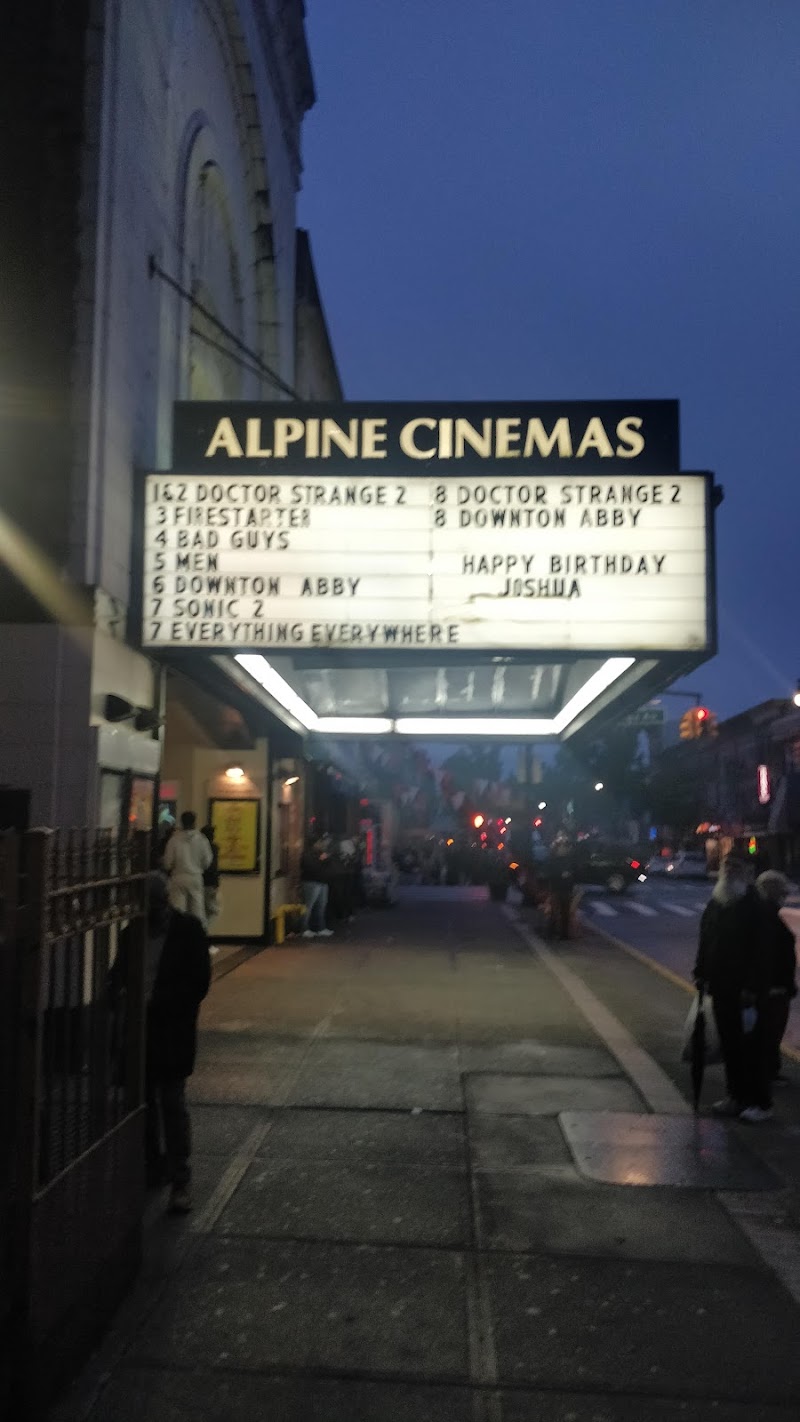 ALPINE CINEMAS
1&2 DOCTOR STRANGE 2
3 FIRESTARTER
4 BAD GUYS
5 MEN
6 DOWNTON ABBY
7 SONIC 2
7 EVERYTHING EVERYWHERE
8 DOCTOR STRANGE 2
8 DOWNTON ABBY
HAPPY BIRTHDAY
JOSHUA